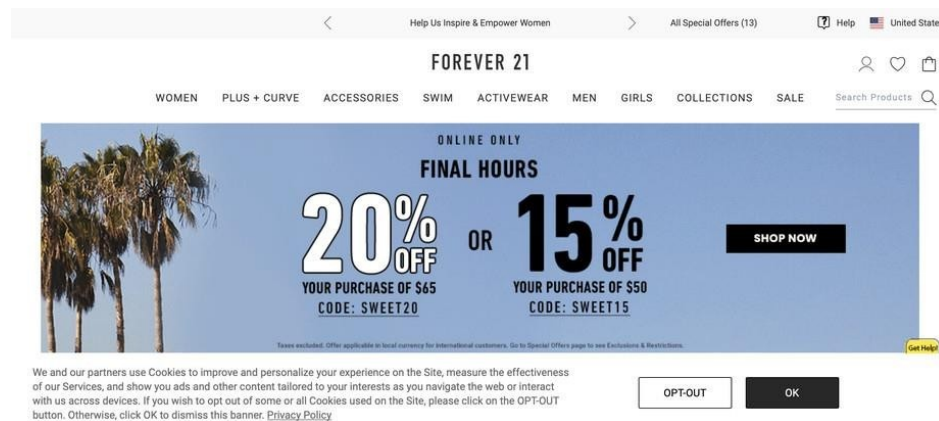 Help Us Inspire & Empower Women
All Special Offers (13)
Help
United State
FOREVER 21
WOMEN PLUS + CURVE ACCESSORIES SWIM ACTIVEWEAR MEN GIRLS COLLECTIONS SALE Search Products
ONLINE ONLY
FINAL HOURS
20% OFF
YOUR PURCHASE OF $65
CODE: SWEET20
OR
15% OFF
YOUR PURCHASE OF $50
CODE: SWEET15
SHOP NOW
Taxes excluded. Offer applicable in local currency for international customers. Go to Special Offers page to see Exclusions & Restrictions.
Get Help!
We and our partners use Cookies to improve and personalize your experience on the Site, measure the effectiveness
of our Services, and show you ads and other content tailored to your interests as you navigate the web or interact
with us across devices. If you wish to opt out of some or all Cookies used on the Site, please click on the OPT-OUT
button. Otherwise, click OK to dismiss this banner. Privacy Policy
OPT-OUT
OK